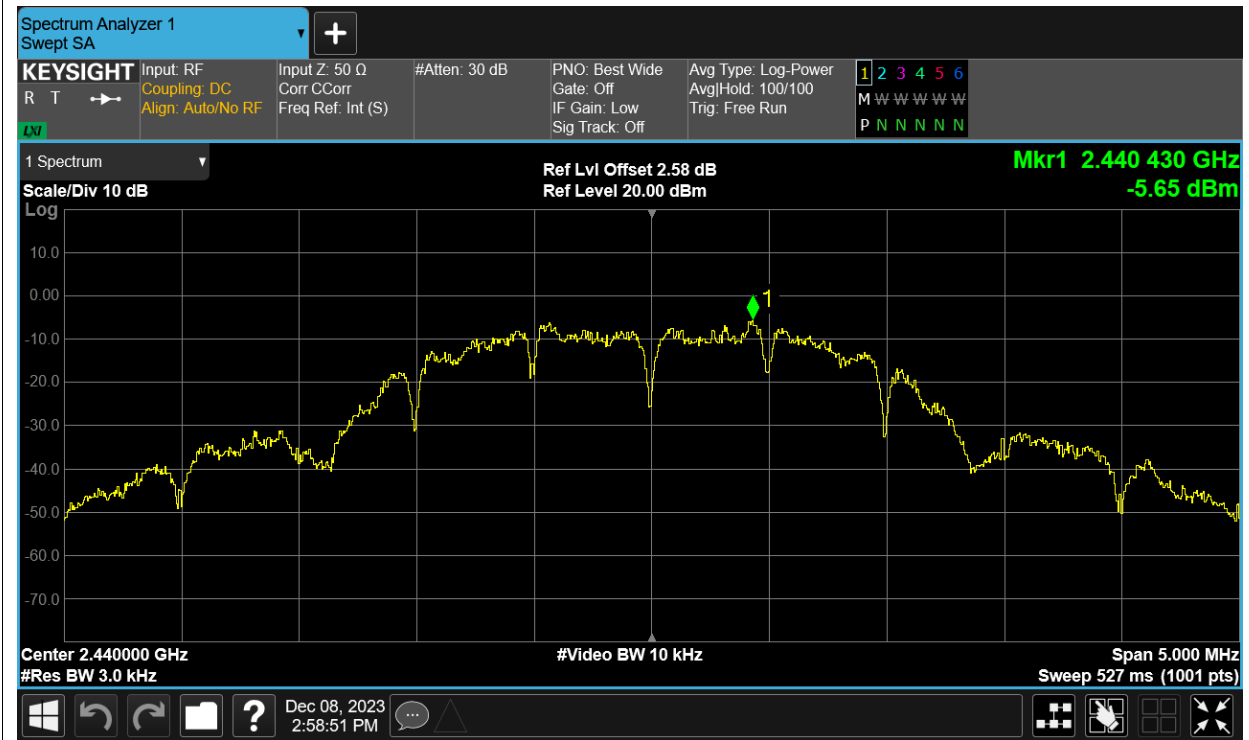 Spectrum Analyzer 1
Swept SA
+
KEYSIGHT
R T
LXI
Input: RF
Coupling: DC
Align: Auto/No RF
Input Z: 50 Ω
Corr CCorr
Freq Ref: Int (S)
#Atten: 30 dB
PNO: Best Wide
Gate: Off
IF Gain: Low
Sig Track: Off
Avg Type: Log-Power
Avg|Hold: 100/100
Trig: Free Run
1 2 3 4 5 6
M W W W W W
P N N N N N
1 Spectrum
Scale/Div 10 dB
Ref Lvl Offset 2.58 dB
Ref Level 20.00 dBm
Mkr1 2.440 430 GHz
-5.65 dBm
Log
10.0
0.00
-10.0
-20.0
-30.0
-40.0
-50.0
-60.0
-70.0
1
Center 2.440000 GHz
#Res BW 3.0 kHz
#Video BW 10 kHz
Span 5.000 MHz
Sweep 527 ms (1001 pts)
?
Dec 08, 2023
2:58:51 PM